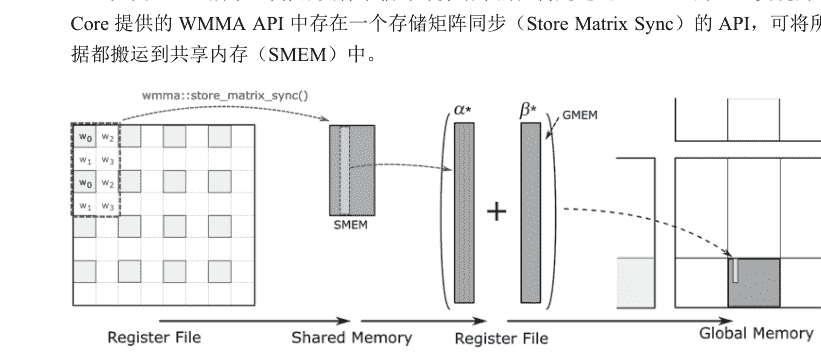 Core 提供的 WMMA API 中存在一个存储矩阵同步（Store Matrix Sync）的 API，可将所
据都搬运到共享内存（SMEM）中。
wmma::store_matrix_sync()
α*
β*
GMEM
w0 w2
w1 w3
w0 w2
w1 w3
+
SMEM
Register File
Shared Memory
Register File
Global Memory